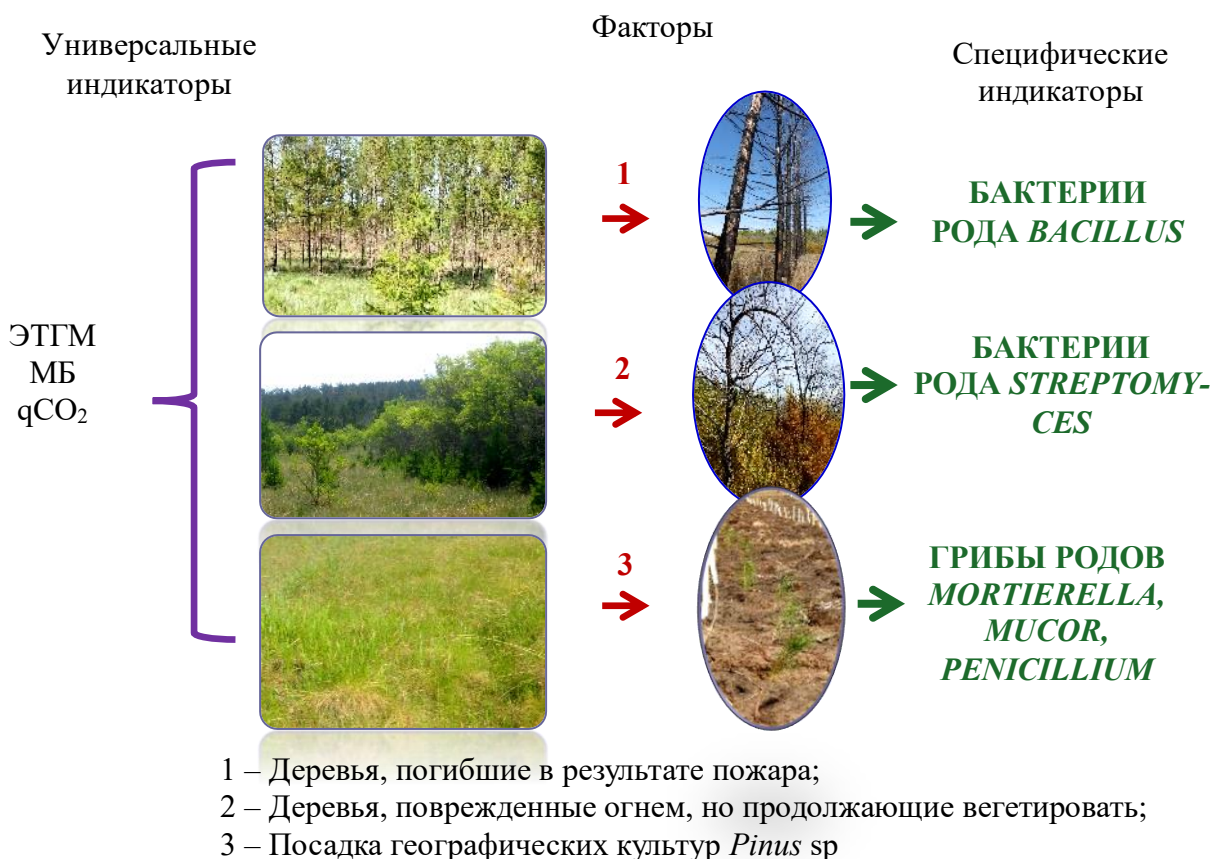 Универсальные
индикаторы
Факторы
Специфические
индикаторы
ЭТГМ
МБ
qCO₂
1
БАКТЕРИИ
РОДА BACILLUS
2
БАКТЕРИИ
РОДА STREPTOMY-
CES
3
ГРИБЫ РОДОВ
MORTIERELLA,
MUCOR,
PENICILLIUM
1 – Деревья, погибшие в результате пожара;
2 – Деревья, поврежденные огнем, но продолжающие вегетировать;
3 – Посадка географических культур Pinus sp